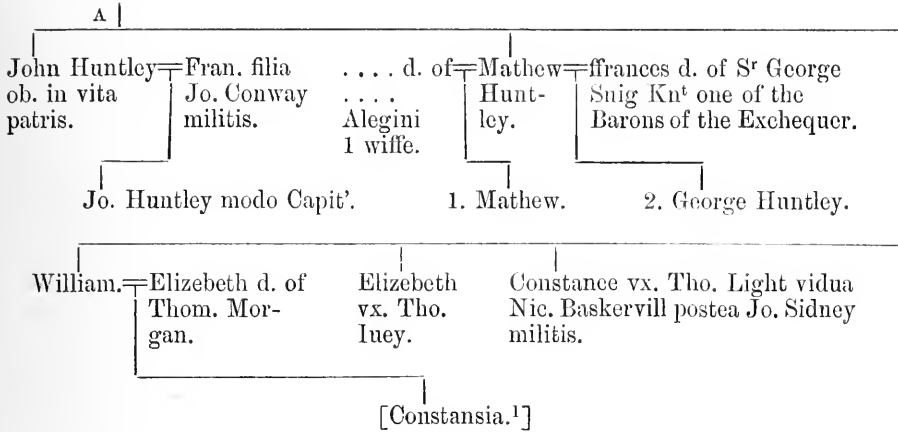 A
John Huntley
ob. in vita
patris.
Fran. filia
Jo. Conway
militis.
. . . . d. of
. . . .
Alegini
1 wiffe.
Mathew
Hunt-
ley.
ffrances d. of Sʳ George
Snig Knᵗ one of the
Barons of the Exchequer.
Jo. Huntley modo Capit'.
1. Mathew.
2. George Huntley.
William.
Elizebeth d. of
Thom. Mor-
gan.
Elizebeth
vx. Tho.
Iuey.
Constance vx. Tho. Light vidua
Nic. Baskervill postea Jo. Sidney
militis.
[Constansia.¹]